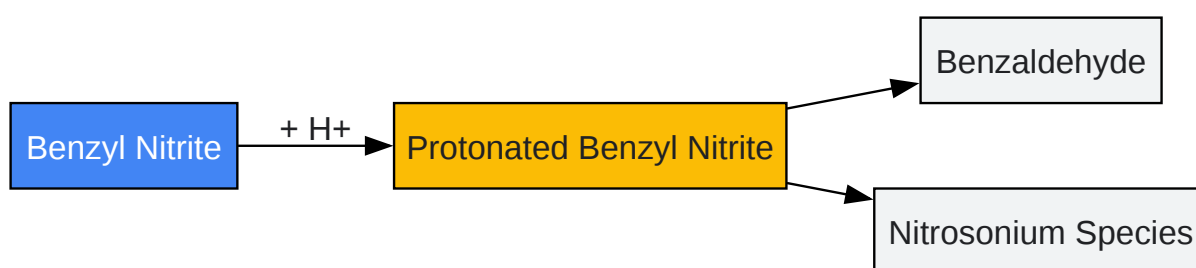 Benzyl Nitrite
+ H+
Protonated Benzyl Nitrite
Benzaldehyde
Nitrosonium Species